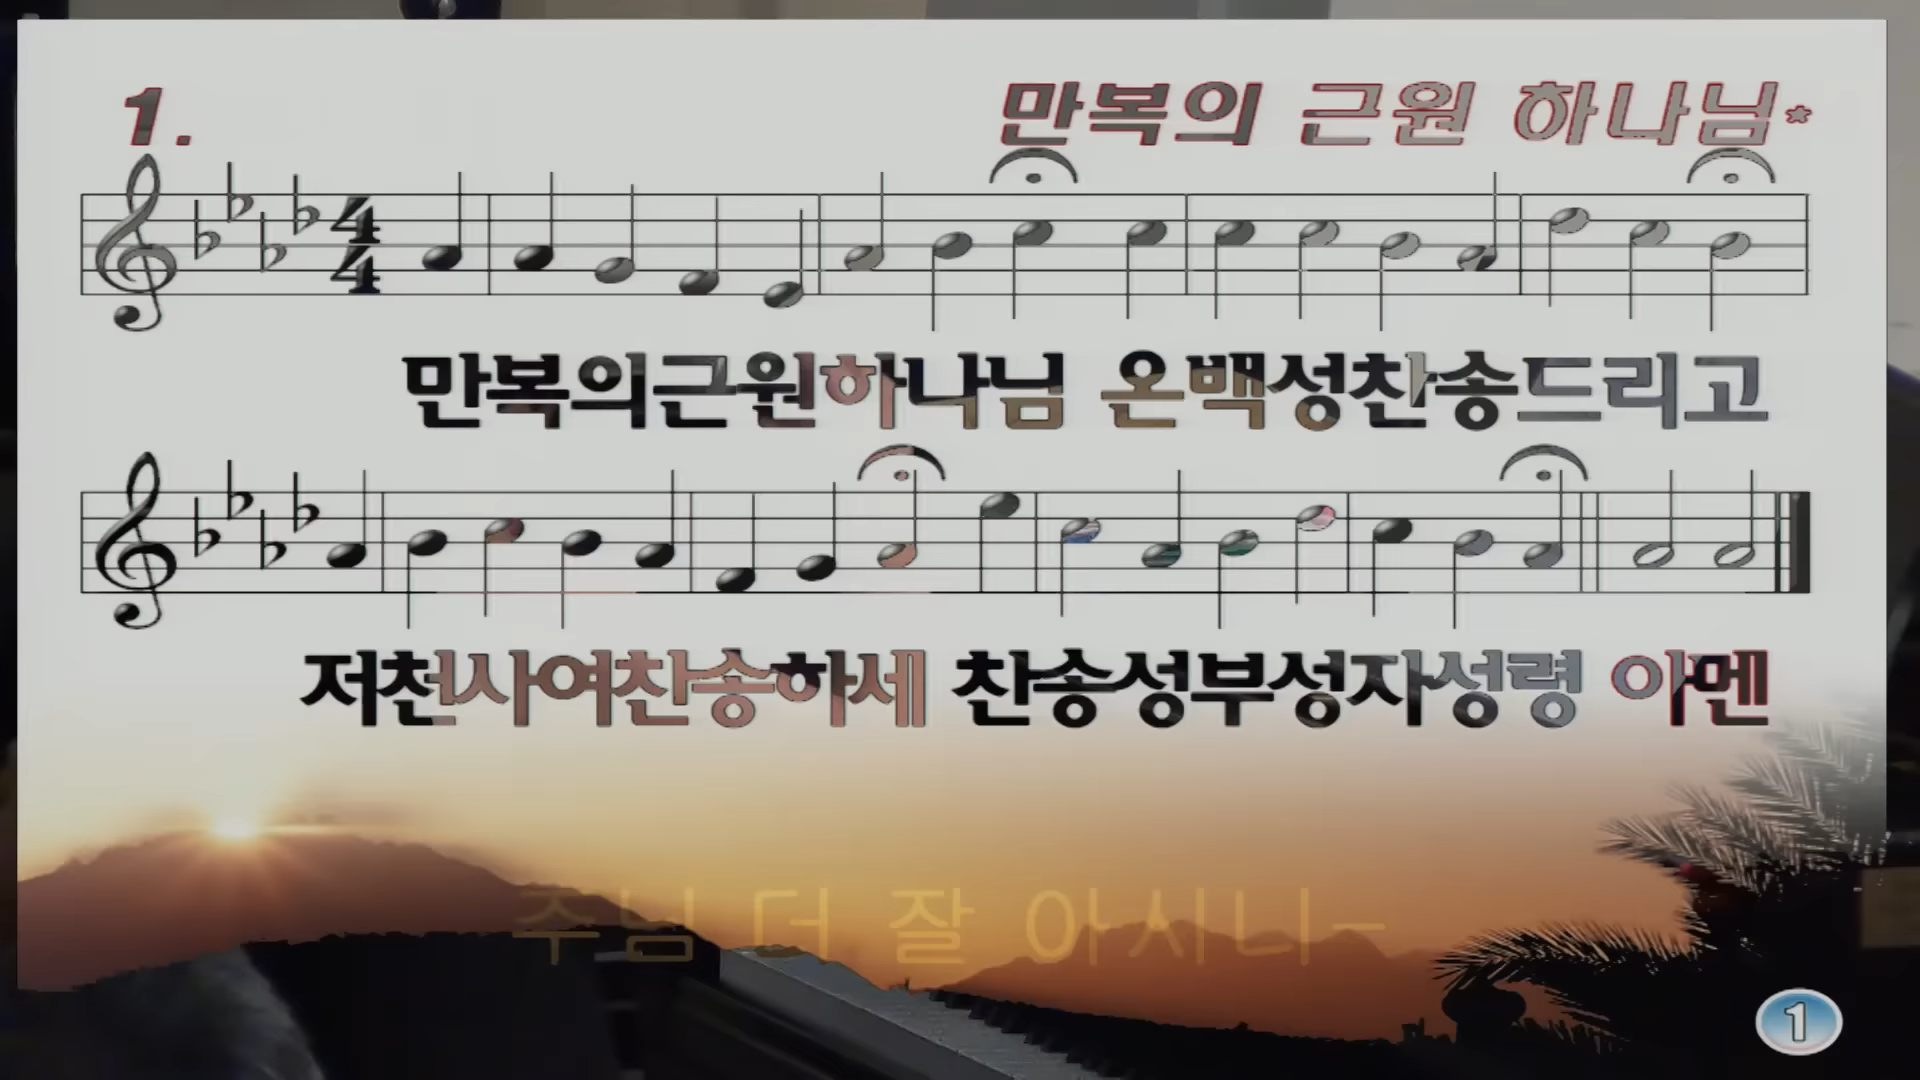 1.
만복의 근원 하나님*
4
4
만복의근원하나님 온백성찬송드리고
저천사여찬송하세 찬송성부성자성령 아멘
주님 더 잘 아시니-
1